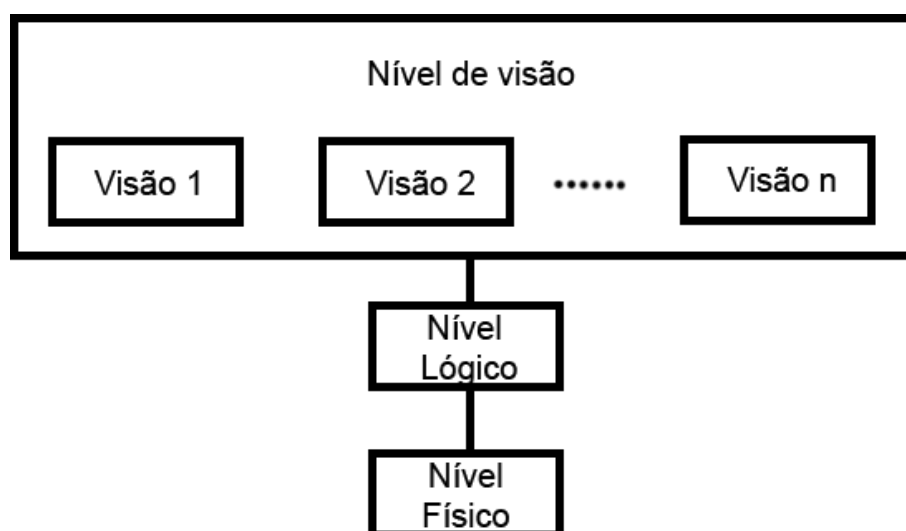 Nível de visão
Visão 1
Visão 2
......
Visão n
Nível
Lógico
Nível
Físico